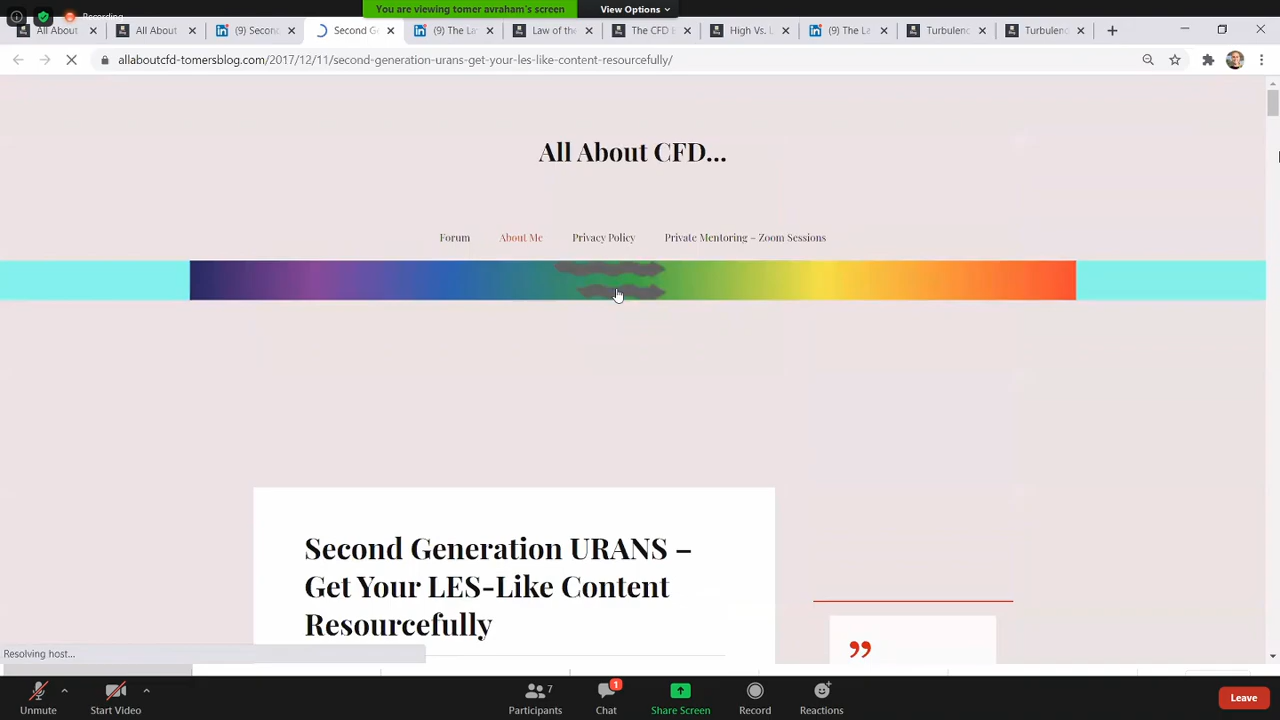 Recording
You are viewing tomer avraham's screen
View Options
All About
All About
(9) Second
Second G
(9) The La
Law of the
The CFD
High Vs. L
(9) The La
Turbulenc
Turbulenc
allaboutcfd-tomersblog.com/2017/12/11/second-generation-urans-get-your-les-like-content-resourcefully/
All About CFD...
Forum
About Me
Privacy Policy
Private Mentoring – Zoom Sessions
Second Generation URANS –
Get Your LES-Like Content
Resourcefully
”
Resolving host...
Unmute
Start Video
7
Participants
1
Chat
Share Screen
Record
Reactions
Leave